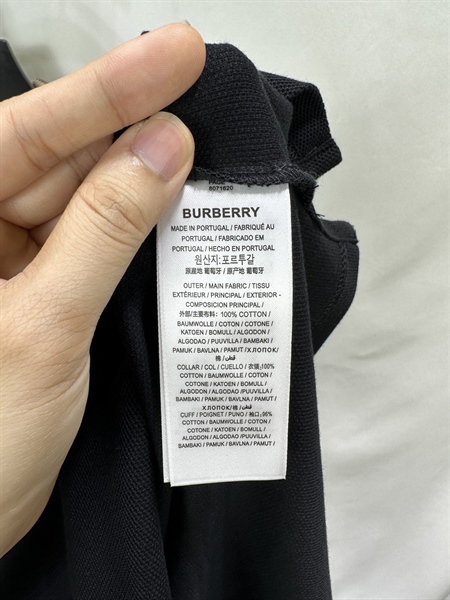 8071620
BURBERRY
MADE IN PORTUGAL / FABRIQUÉ AU
PORTUGAL / FABRICADO EM
PORTUGAL / HECHO EN PORTUGAL
원산지:포르투갈
原産地 葡萄牙 / 原产地 葡萄牙
OUTER / MAIN FABRIC / TISSU
EXTÉRIEUR / PRINCIPAL / EXTERIOR -
COMPOSICION PRINCIPAL /
外部/主要布料: 100% COTTON /
BAUMWOLLE / COTON / COTONE /
KATOEN / BOMULL / ALGODON /
ALGODAO / PUUVILLA / BAMBAKI /
PAMUK / BAVLNA / PAMUT / ХЛОПОК /
棉 / قطن /
COLLAR / COL / CUELLO / 衣領,100%
COTTON / BAUMWOLLE / COTON /
COTONE / KATOEN / BOMULL /
ALGODON / ALGODAO / PUUVILLA /
BAMBAKI / PAMUK / BAVLNA / PAMUT /
ХЛОПОК / 棉 / قطن /
CUFF / POIGNET / PUNO / 袖口,98%
COTTON / BAUMWOLLE / COTON /
COTONE / KATOEN / BOMULL /
ALGODON / ALGODAO /PUUVILLA /
BAMBAKI / PAMUK / BAVLNA / PAMUT /